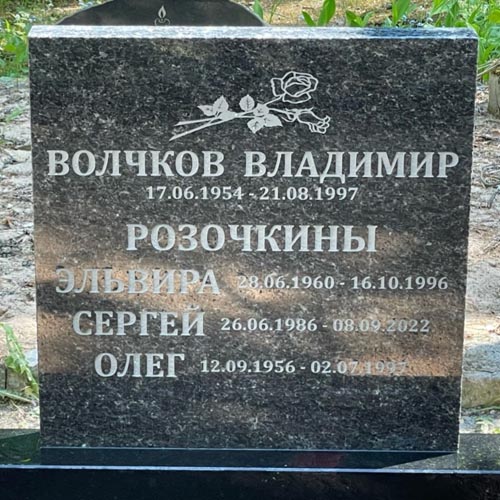 ВОЛЧКОВ ВЛАДИМИР
17.06.1954 - 21.08.1997
РОЗОЧКИНЫ
ЭЛЬВИРА 28.06.1960 - 16.10.1996
СЕРГЕЙ 26.06.1986 - 08.09.2022
ОЛЕГ 12.09.1956 - 02.07.1997